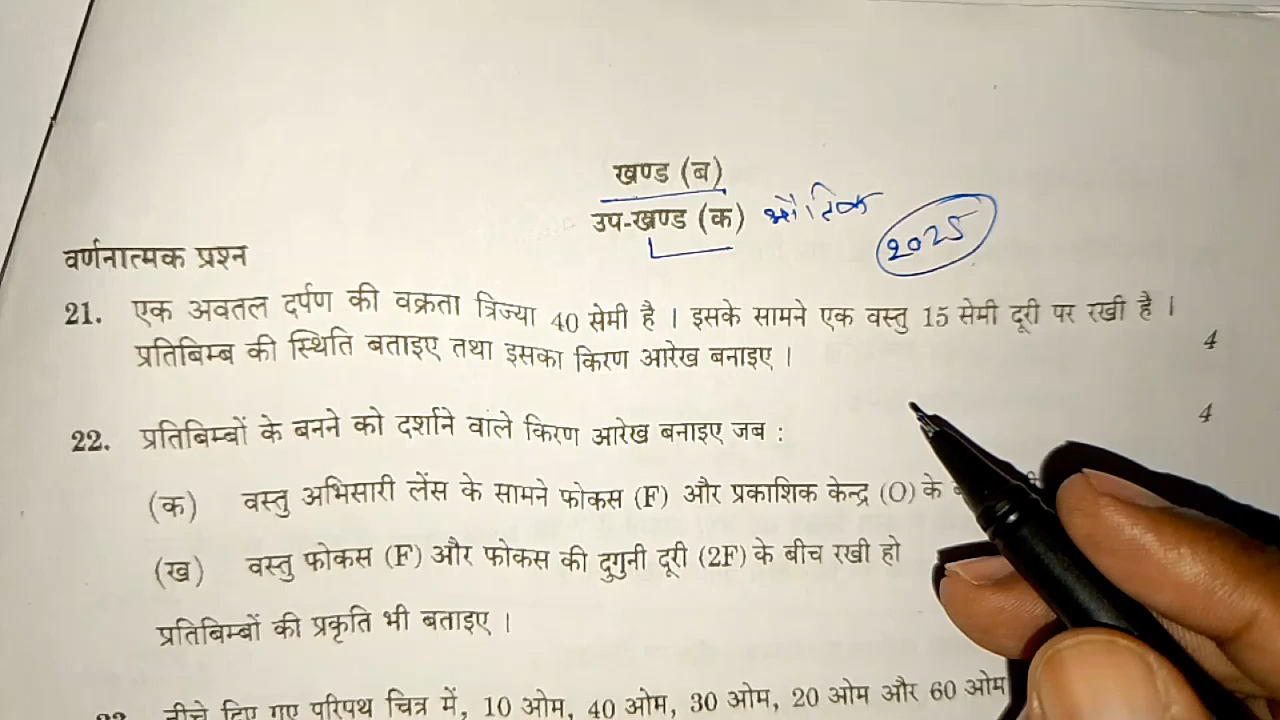 खण्ड (ब)
उप-खण्ड (क) भौतिक
2025
वर्णनात्मक प्रश्न
21. एक अवतल दर्पण की वक्रता त्रिज्या 40 सेमी है । इसके सामने एक वस्तु 15 सेमी दूरी पर रखी है ।
प्रतिबिम्ब की स्थिति बताइए तथा इसका किरण आरेख बनाइए । 4
22. प्रतिबिम्बों के बनने को दर्शाने वाले किरण आरेख बनाइए जब : 4
(क) वस्तु अभिसारी लेंस के सामने फोकस (F) और प्रकाशिक केन्द्र (O) के
(ख) वस्तु फोकस (F) और फोकस की दुगुनी दूरी (2F) के बीच रखी हो
प्रतिबिम्बों की प्रकृति भी बताइए ।
नीचे दिए गए परिपथ चित्र में, 10 ओम, 40 ओम, 30 ओम, 20 ओम और 60 ओम